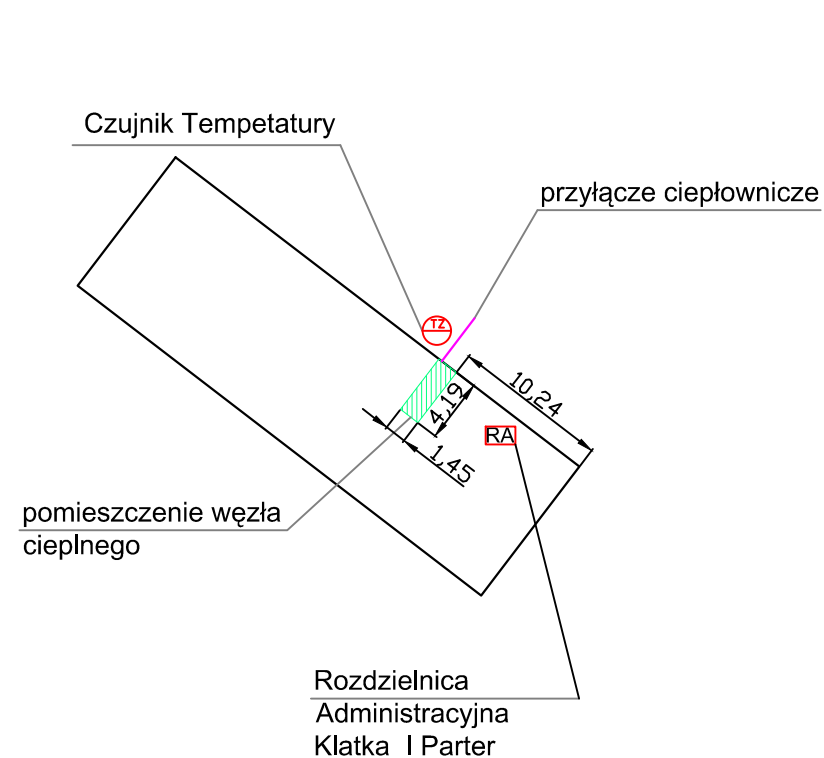 Czujnik Tempetatury
przyłącze ciepłownicze
TZ
10,24
4,19
RA
1,45
pomieszczenie węzła
cieplnego
Rozdzielnica
Administracyjna
Klatka I Parter